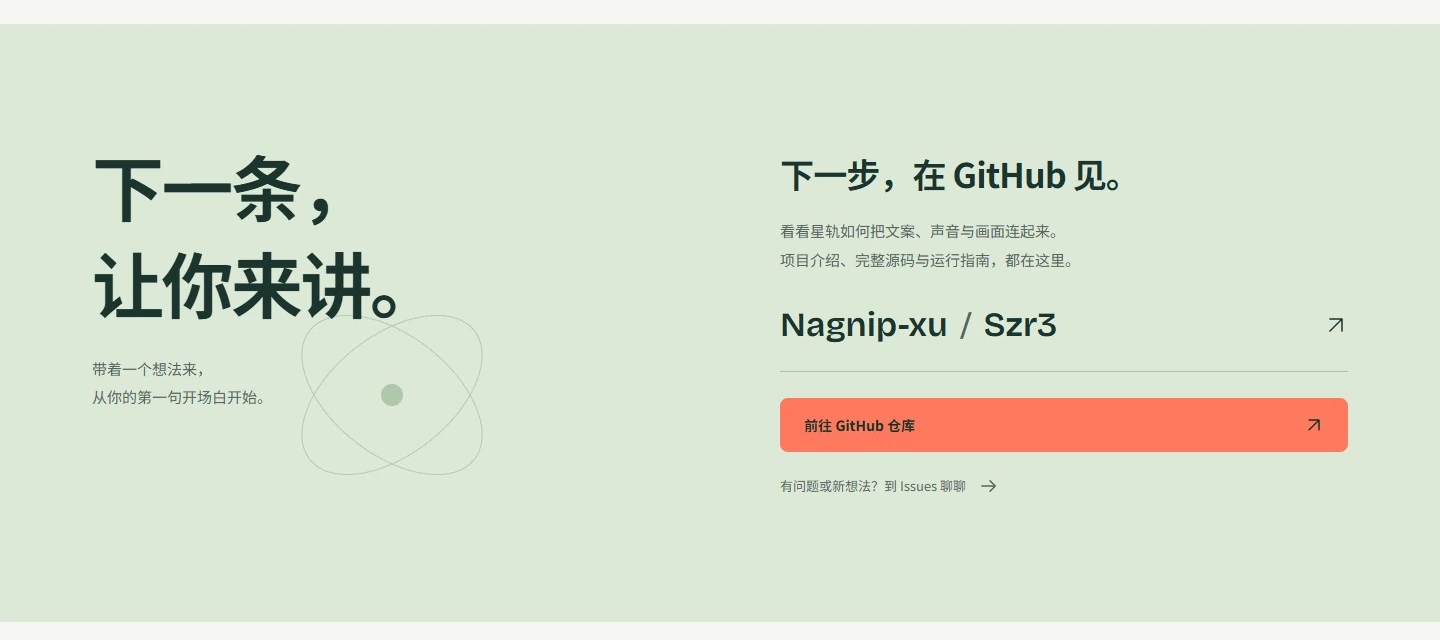 下一条，
让你来讲。
带着一个想法来，
从你的第一句开场白开始。
下一步，在 GitHub 见。
看看星轨如何把文案、声音与画面连起来。
项目介绍、完整源码与运行指南，都在这里。
Nagnip-xu / Szr3
前往 GitHub 仓库
有问题或新想法？到 Issues 聊聊